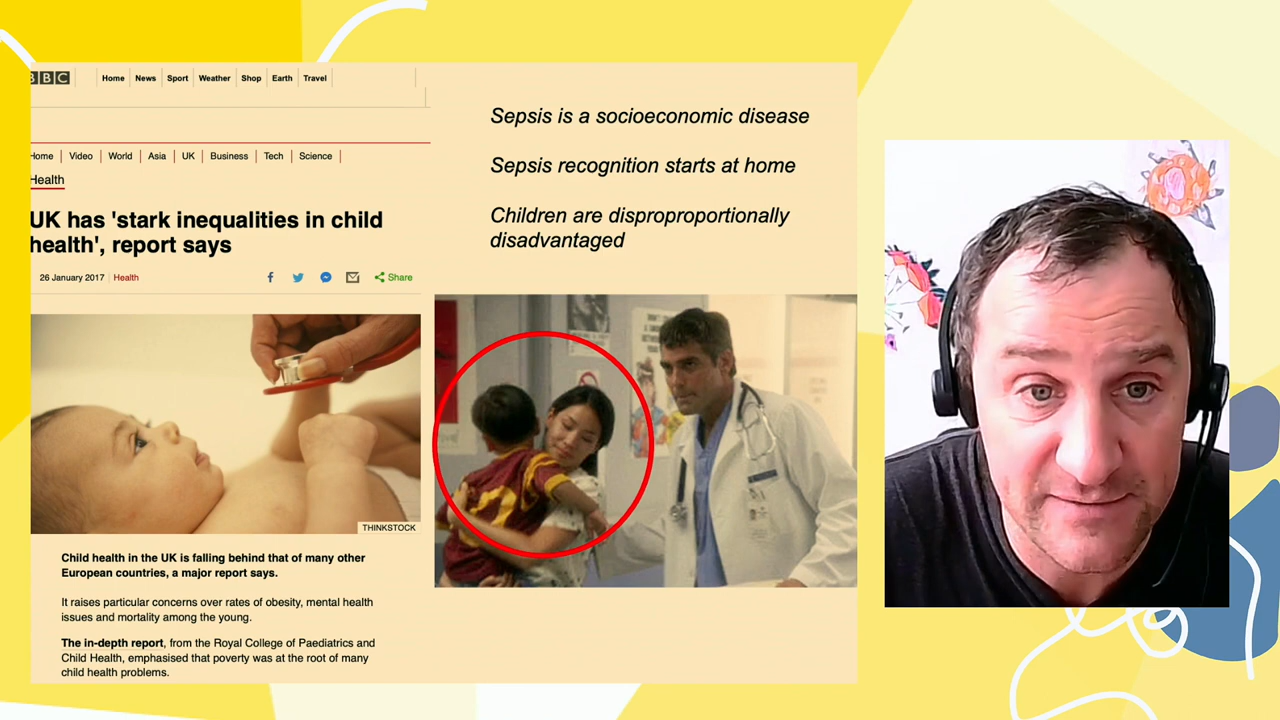 BBC
Home News Sport Weather Shop Earth Travel
Home Video World Asia UK Business Tech Science
Health
UK has 'stark inequalities in child
health', report says
26 January 2017 Health Share
THINKSTOCK
Child health in the UK is falling behind that of many other
European countries, a major report says.
It raises particular concerns over rates of obesity, mental health
issues and mortality among the young.
The in-depth report, from the Royal College of Paediatrics and
Child Health, emphasised that poverty was at the root of many
child health problems.
Sepsis is a socioeconomic disease
Sepsis recognition starts at home
Children are disproproportionally
disadvantaged